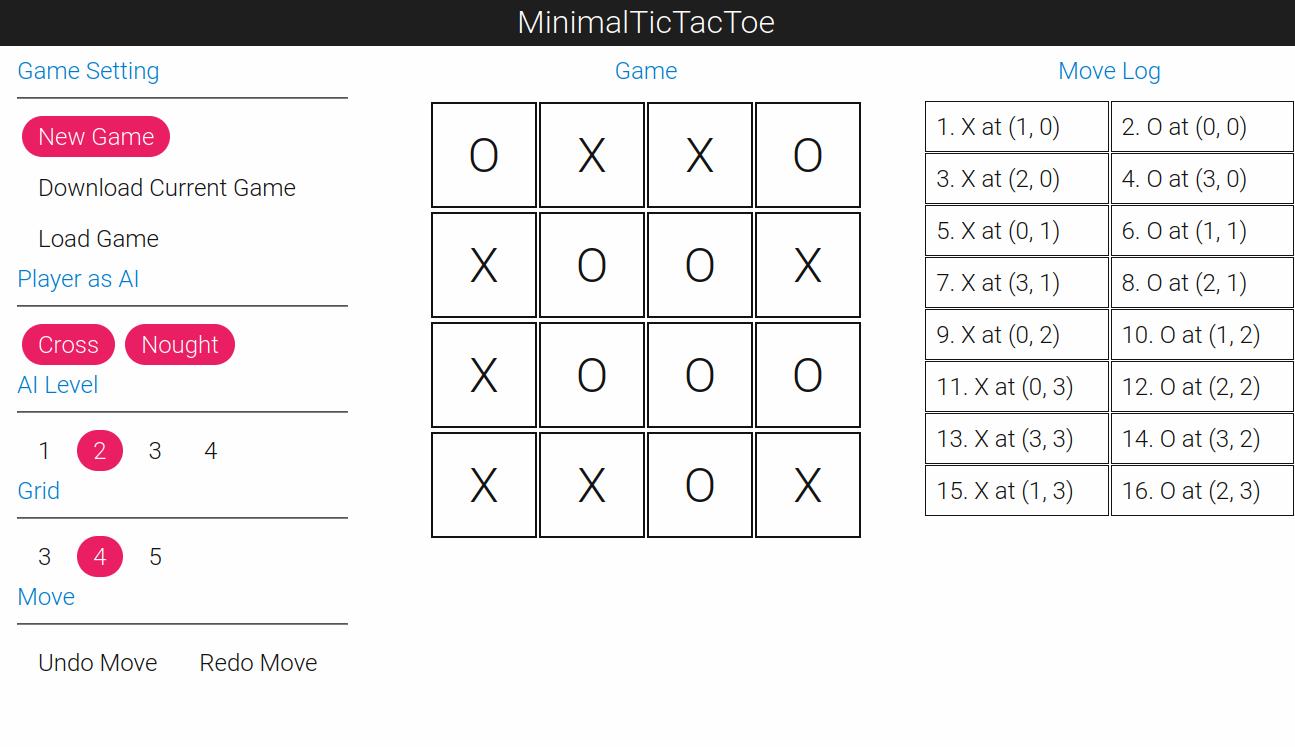 MinimalTicTacToe
Game Setting
New Game
Download Current Game
Load Game
Player as AI
Cross Nought
AI Level
1 2 3 4
Grid
3 4 5
Move
Undo Move Redo Move
Game
O X X O
X O O X
X O O O
X X O X
Move Log
1. X at (1, 0) 2. O at (0, 0)
3. X at (2, 0) 4. O at (3, 0)
5. X at (0, 1) 6. O at (1, 1)
7. X at (3, 1) 8. O at (2, 1)
9. X at (0, 2) 10. O at (1, 2)
11. X at (0, 3) 12. O at (2, 2)
13. X at (3, 3) 14. O at (3, 2)
15. X at (1, 3) 16. O at (2, 3)